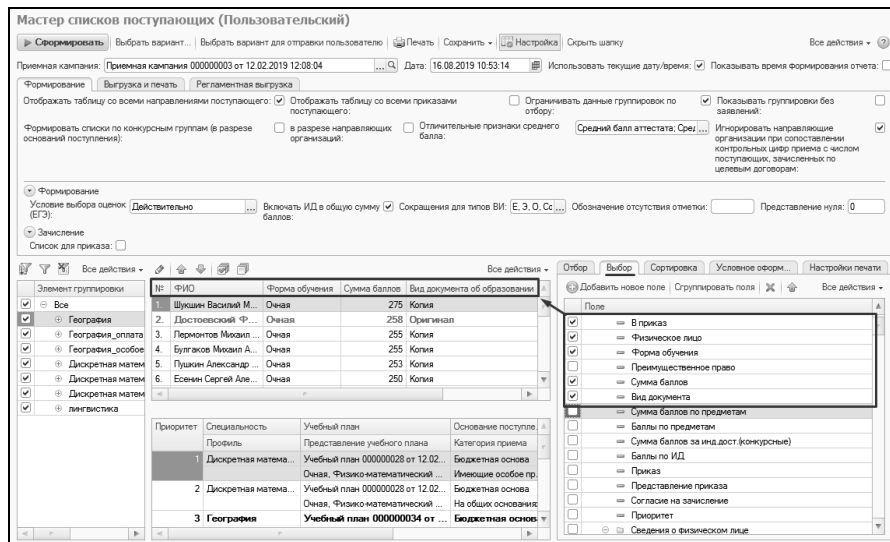 Мастер списков поступающих (Пользовательский)
Сформировать Выбрать вариант... Выбрать вариант для отправки пользователю Печать Сохранить Настройка Скрыть шапку Все действия
Приемная кампания: Приемная кампания 000000003 от 12.02.2019 12:08:04 ... Дата: 16.08.2019 10:53:14 Использовать текущие дату/время: Показывать время формирования отчета:
Формирование Выгрузка и печать Регламентная выгрузка
Отображать таблицу со всеми направлениями поступающего: Отображать таблицу со всеми приказами поступающего: Ограничивать данные группировок по отбору: Показывать группировки без заявлений:
Формировать списки по конкурсным группам (в разрезе оснований поступления): в разрезе направляющих организаций: Отличительные признаки среднего балла: Средний балл аттестата; Сред ... Игнорировать направляющие организации при сопоставлении контрольных цифр приема с числом поступающих, зачисленных по целевым договорам:
Формирование
Условие выбора оценок (ЕГЭ): Действительно ... Включать ИД в общую сумму баллов: Сокращения для типов ВИ: Е, Э, О, Сс ... Обозначение отсутствия отметки: Представление нуля: 0
Зачисление
Список для приказа:
Все действия Все действия Отбор Выбор Сортировка Условное оформ... Настройки печати
Добавить новое поле Сгруппировать поля Все действия
Элемент группировки № ФИО Форма обучения Сумма баллов Вид документа об образовании
Все
География
География_оплата
География_особое
Дискретная матем
Дискретная матем
Дискретная матем
лингвистика
1. Шукшин Василий М... Очная 275 Копия
2. Достоевский Ф... Очная 258 Оригинал
3. Лермонтов Михаил ... Очная 255 Копия
4. Булгаков Михаил А... Очная 255 Копия
5. Пушкин Александр ... Очная 253 Копия
6. Есенин Сергей Але... Очная 250 Копия
Приоритет Специальность Учебный план Основание поступле...
Профиль Представление учебного плана Категория приема
1 Дискретная матема... Учебный план 000000028 от 12.02... Бюджетная основа
Очная, Физико-математический ... Имеющие особое пр...
2 Дискретная матема... Учебный план 000000028 от 12.02... Бюджетная основа
Очная, Физико-математический ... На общих основаниях
3 География Учебный план 000000034 от ... Бюджетная основ
Поле
В приказ
Физическое лицо
Форма обучения
Преимущественное право
Сумма баллов
Вид документа
Сумма баллов по предметам
Баллы по предметам
Сумма баллов за инд.дост.(конкурсные)
Баллы по ИД
Приказ
Представление приказа
Согласие на зачисление
Приоритет
Сведения о физическом лице